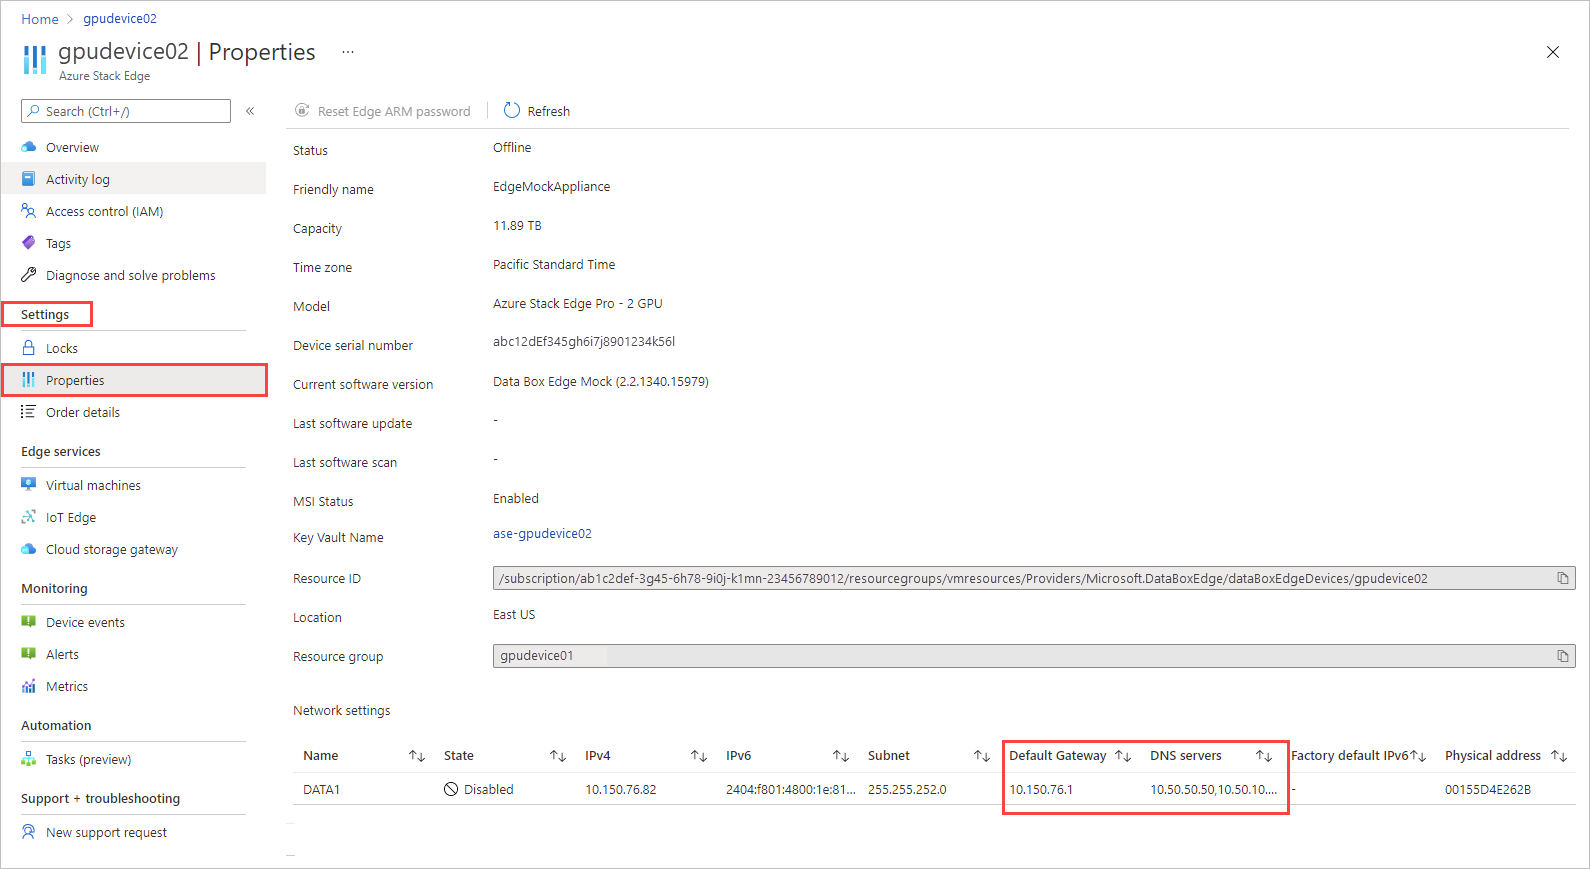 Home > gpudevice02
gpudevice02 | Properties ...
Azure Stack Edge
Search (Ctrl+/) «
Overview
Activity log
Access control (IAM)
Tags
Diagnose and solve problems
Settings
Locks
Properties
Order details
Edge services
Virtual machines
IoT Edge
Cloud storage gateway
Monitoring
Device events
Alerts
Metrics
Automation
Tasks (preview)
Support + troubleshooting
New support request
Reset Edge ARM password Refresh
Status Offline
Friendly name EdgeMockAppliance
Capacity 11.89 TB
Time zone Pacific Standard Time
Model Azure Stack Edge Pro - 2 GPU
Device serial number abc12dEf345gh6i7j8901234k56l
Current software version Data Box Edge Mock (2.2.1340.15979)
Last software update -
Last software scan -
MSI Status Enabled
Key Vault Name ase-gpudevice02
Resource ID /subscription/ab1c2def-3g45-6h78-9i0j-k1mn-23456789012/resourcegroups/vmresources/Providers/Microsoft.DataBoxEdge/dataBoxEdgeDevices/gpudevice02
Location East US
Resource group gpudevice01
Network settings
Name State IPv4 IPv6 Subnet Default Gateway DNS servers Factory default IPv6 Physical address
DATA1 Disabled 10.150.76.82 2404:f801:4800:1e:81... 255.255.252.0 10.150.76.1 10.50.50.50,10.50.10.... - 00155D4E262B